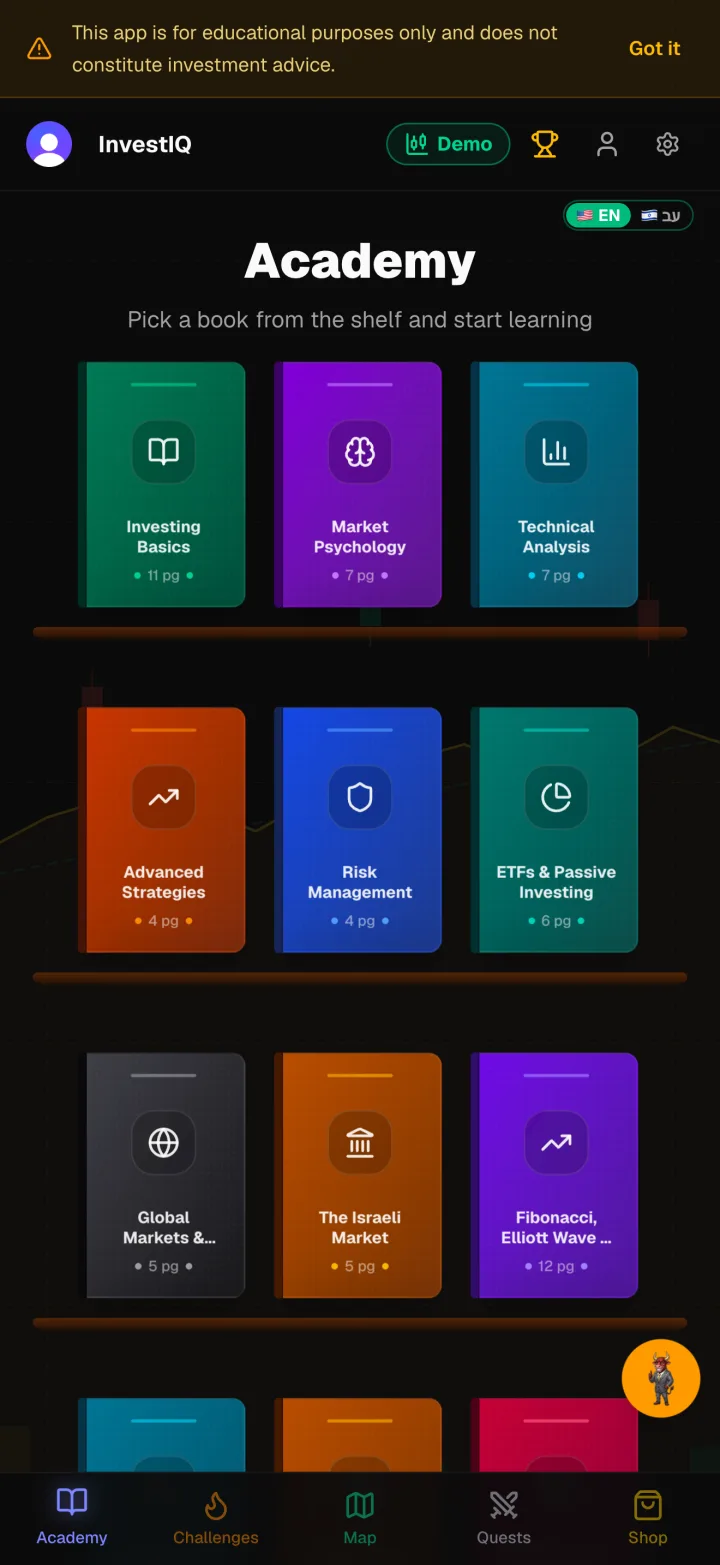 This app is for educational purposes only and does not
constitute investment advice.
Got it
InvestIQ
Demo
EN
עב
Academy
Pick a book from the shelf and start learning
Investing
Basics
11 pg
Market
Psychology
7 pg
Technical
Analysis
7 pg
Advanced
Strategies
4 pg
Risk
Management
4 pg
ETFs & Passive
Investing
6 pg
Global
Markets &...
5 pg
The Israeli
Market
5 pg
Fibonacci,
Elliott Wave ...
12 pg
Academy
Challenges
Map
Quests
Shop